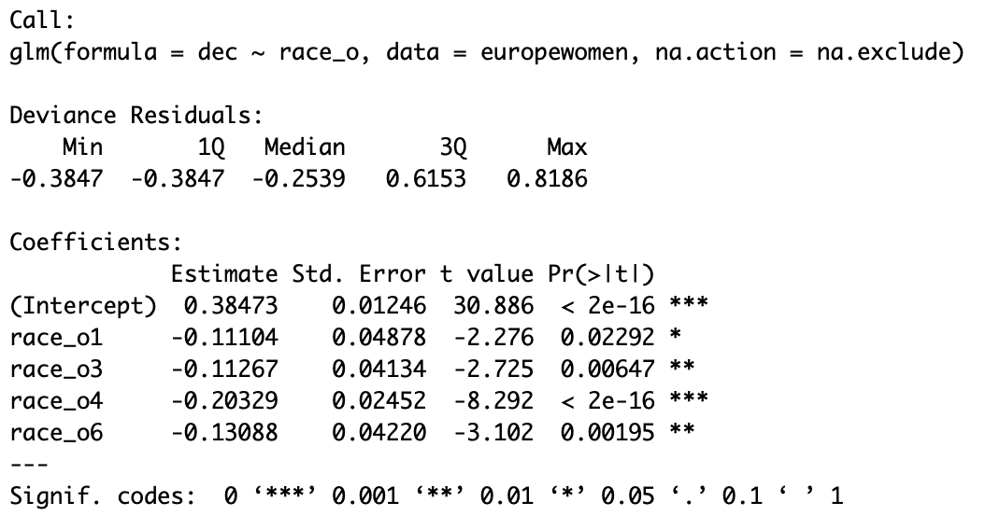 Call:
glm(formula = dec ~ race_o, data = europewomen, na.action = na.exclude)
Deviance Residuals:
    Min      1Q   Median      3Q     Max
-0.3847  -0.3847  -0.2539   0.6153   0.8186
Coefficients:
            Estimate Std. Error t value Pr(>|t|)
(Intercept)  0.38473    0.01246  30.886  < 2e-16 ***
race_o1     -0.11104    0.04878  -2.276  0.02292 *
race_o3     -0.11267    0.04134  -2.725  0.00647 **
race_o4     -0.20329    0.02452  -8.292  < 2e-16 ***
race_o6     -0.13088    0.04220  -3.102  0.00195 **
---
Signif. codes:  0 ‘***’ 0.001 ‘**’ 0.01 ‘*’ 0.05 ‘.’ 0.1 ‘ ’ 1